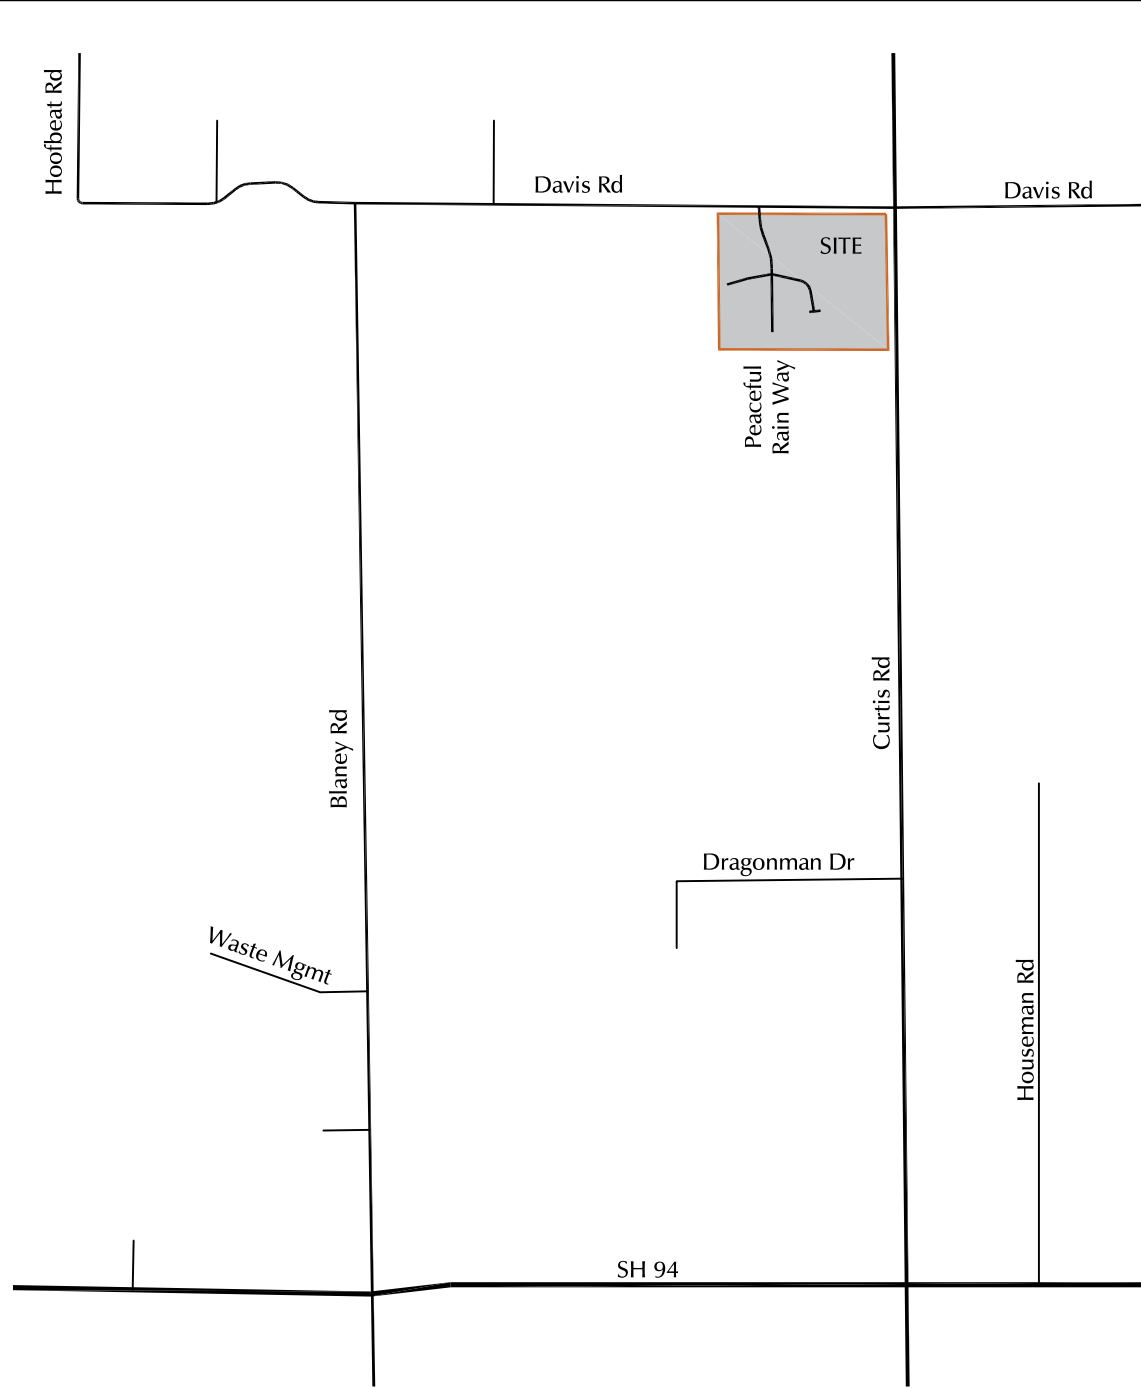 Hoofbeat Rd
Davis Rd
Davis Rd
SITE
Peaceful
Rain Way
Curtis Rd
Blaney Rd
Dragonman Dr
Waste Mgmt
Houseman Rd
SH 94